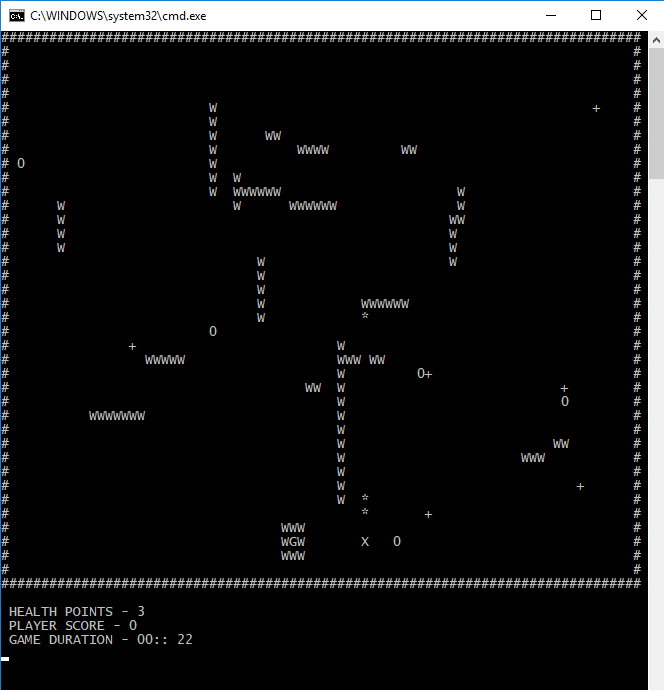 C:\WINDOWS\system32\cmd.exe
################################################################################
#                                                                              #
#                                                                              #
#                                                                              #
#                                                                              #
#                         W                                               +    #
#                         W                                                    #
#                         W      WW                                            #
#                         W          WWWW         WW                           #
# O                       W                                                    #
#                         W  W                                                 #
#                         W  WWWWWW                      W                     #
#      W                     W      WWWWWW               W                     #
#      W                                                WW                     #
#      W                                                W                      #
#      W                                                W                      #
#                               W                       W                      #
#                               W                                              #
#                               W                                              #
#                               W            WWWWWW                            #
#                               W            *                                 #
#                         O                                                    #
#               +                         W                                    #
#                 WWWWW                   WWW WW                               #
#                                         W         O+                         #
#                                     WW  W                           +        #
#                                         W                           O        #
#          WWWWWWW                        W                                    #
#                                         W                                    #
#                                         W                          WW        #
#                                         W                      WWW           #
#                                         W                                    #
#                                         W                             +      #
#                                         W  *                                 #
#                                            *       +                         #
#                                  WWW                                         #
#                                  WGW       X   O                             #
#                                  WWW                                         #
#                                                                              #
################################################################################
HEALTH POINTS - 3
PLAYER SCORE - 0
GAME DURATION - 00:: 22